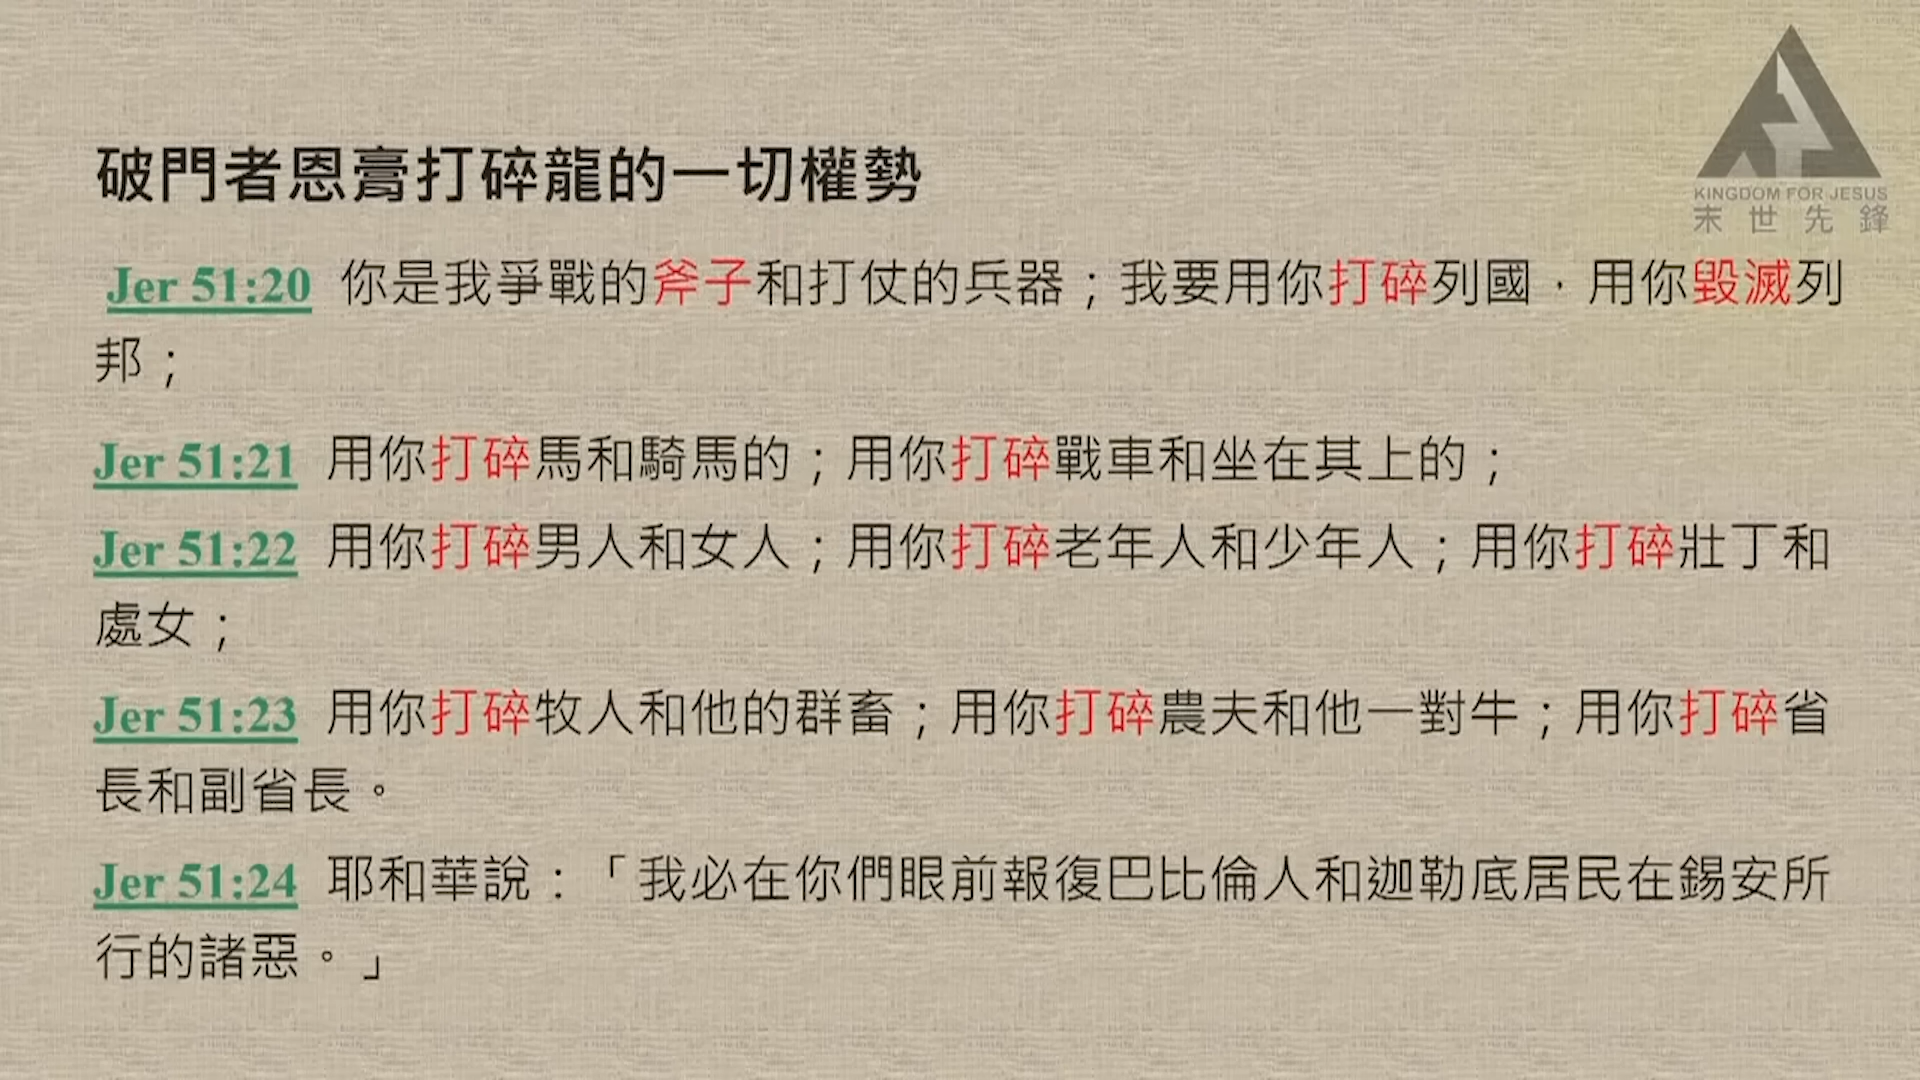 KINGDOM FOR JESUS
末世先鋒
破門者恩膏打碎龍的一切權勢
Jer 51:20 你是我爭戰的斧子和打仗的兵器；我要用你打碎列國，用你毀滅列
邦；
Jer 51:21 用你打碎馬和騎馬的；用你打碎戰車和坐在其上的；
Jer 51:22 用你打碎男人和女人；用你打碎老年人和少年人；用你打碎壯丁和
處女；
Jer 51:23 用你打碎牧人和他的群畜；用你打碎農夫和他一對牛；用你打碎省
長和副省長。
Jer 51:24 耶和華說：「我必在你們眼前報復巴比倫人和迦勒底居民在錫安所
行的諸惡。」